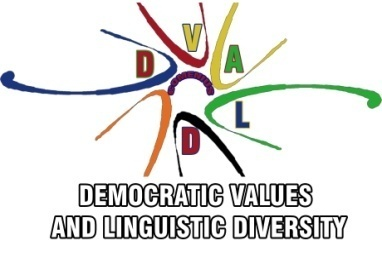 D V A L D
DEMOCRATIC VALUES
AND LINGUISTIC DIVERSITY